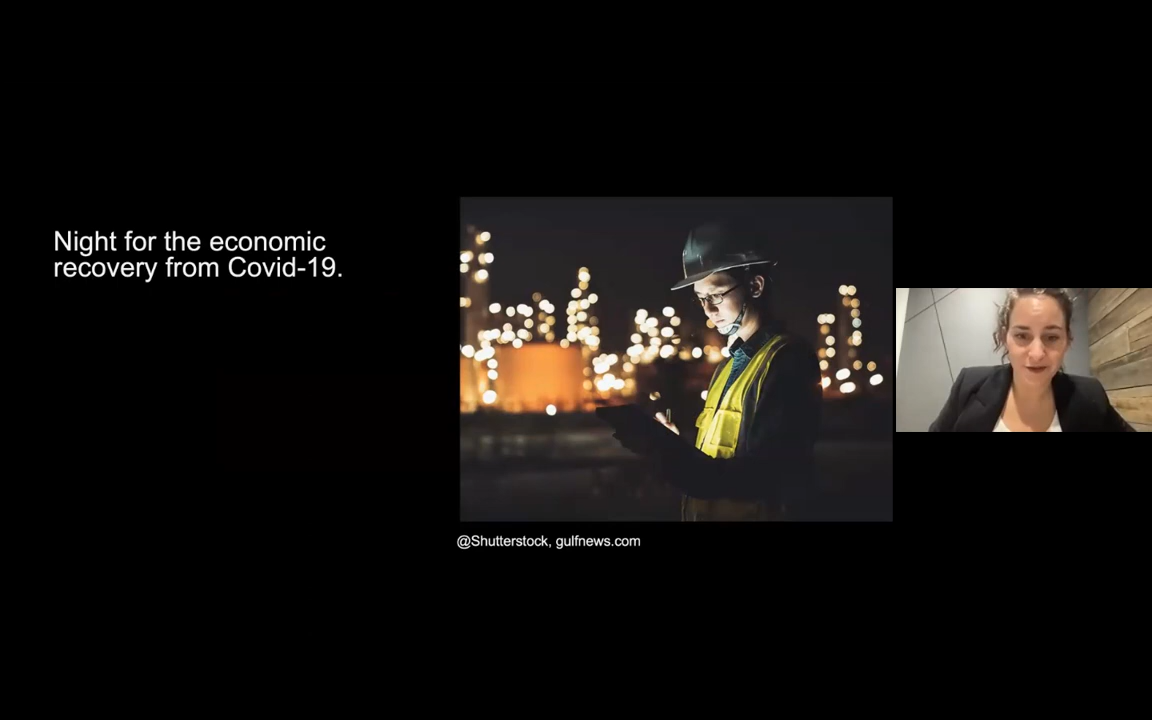 Night for the economic
recovery from Covid-19.
@Shutterstock, gulfnews.com